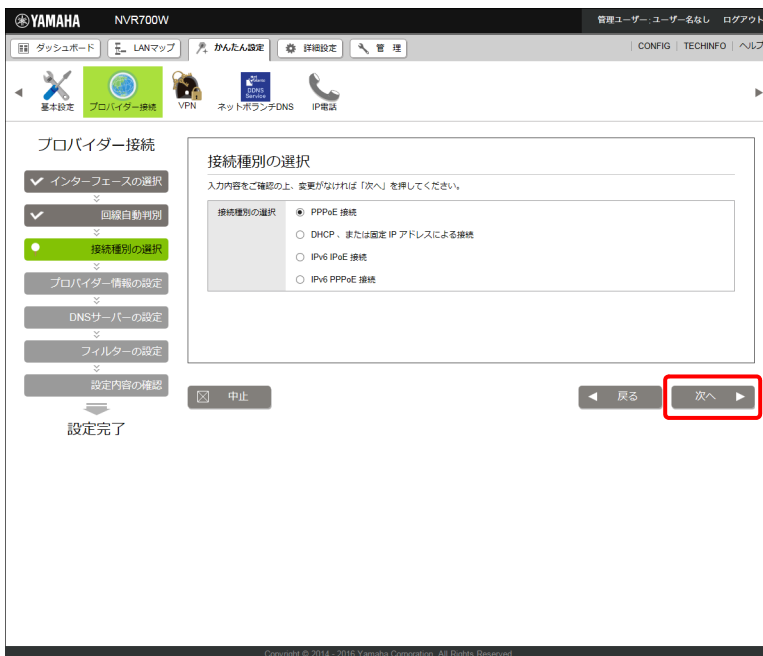 YAMAHA NVR700W 管理ユーザー:ユーザー名なし ログアウト
ダッシュボード LANマップ かんたん設定 詳細設定 管 理 CONFIG | TECHINFO | ヘルプ
基本設定 プロバイダー接続 VPN ネットボランチDNS IP電話
DDNS
Service
プロバイダー接続
インターフェースの選択
回線自動判別
接続種別の選択
プロバイダー情報の設定
DNSサーバーの設定
フィルターの設定
設定内容の確認
設定完了
接続種別の選択
入力内容をご確認の上、変更がなければ「次へ」を押してください。
接続種別の選択 PPPoE 接続
DHCP 、または固定 IP アドレスによる接続
IPv6 IPoE 接続
IPv6 PPPoE 接続
中止 戻る 次へ
Copyright © 2014 - 2016 Yamaha Corporation. All Rights Reserved.